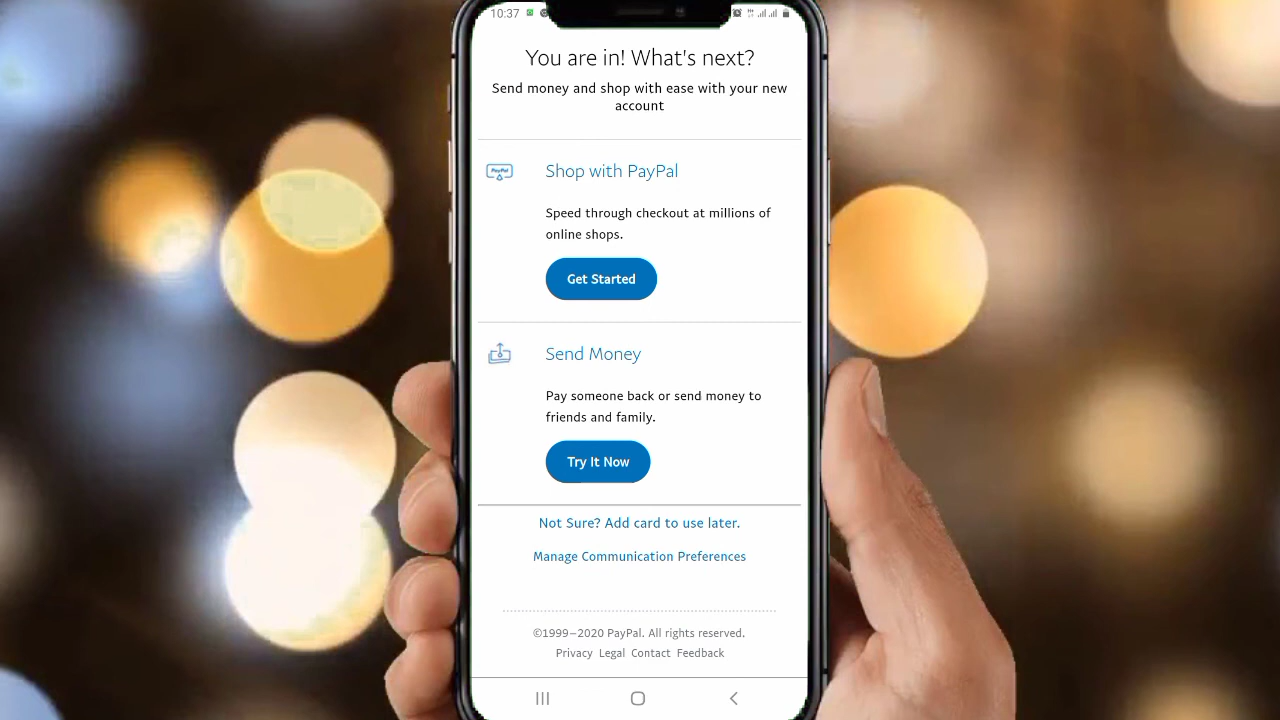 10:37
You are in! What's next?
Send money and shop with ease with your new
account
PayPal
Shop with PayPal
Speed through checkout at millions of
online shops.
Get Started
Send Money
Pay someone back or send money to
friends and family.
Try It Now
Not Sure? Add card to use later.
Manage Communication Preferences
©1999–2020 PayPal. All rights reserved.
Privacy Legal Contact Feedback